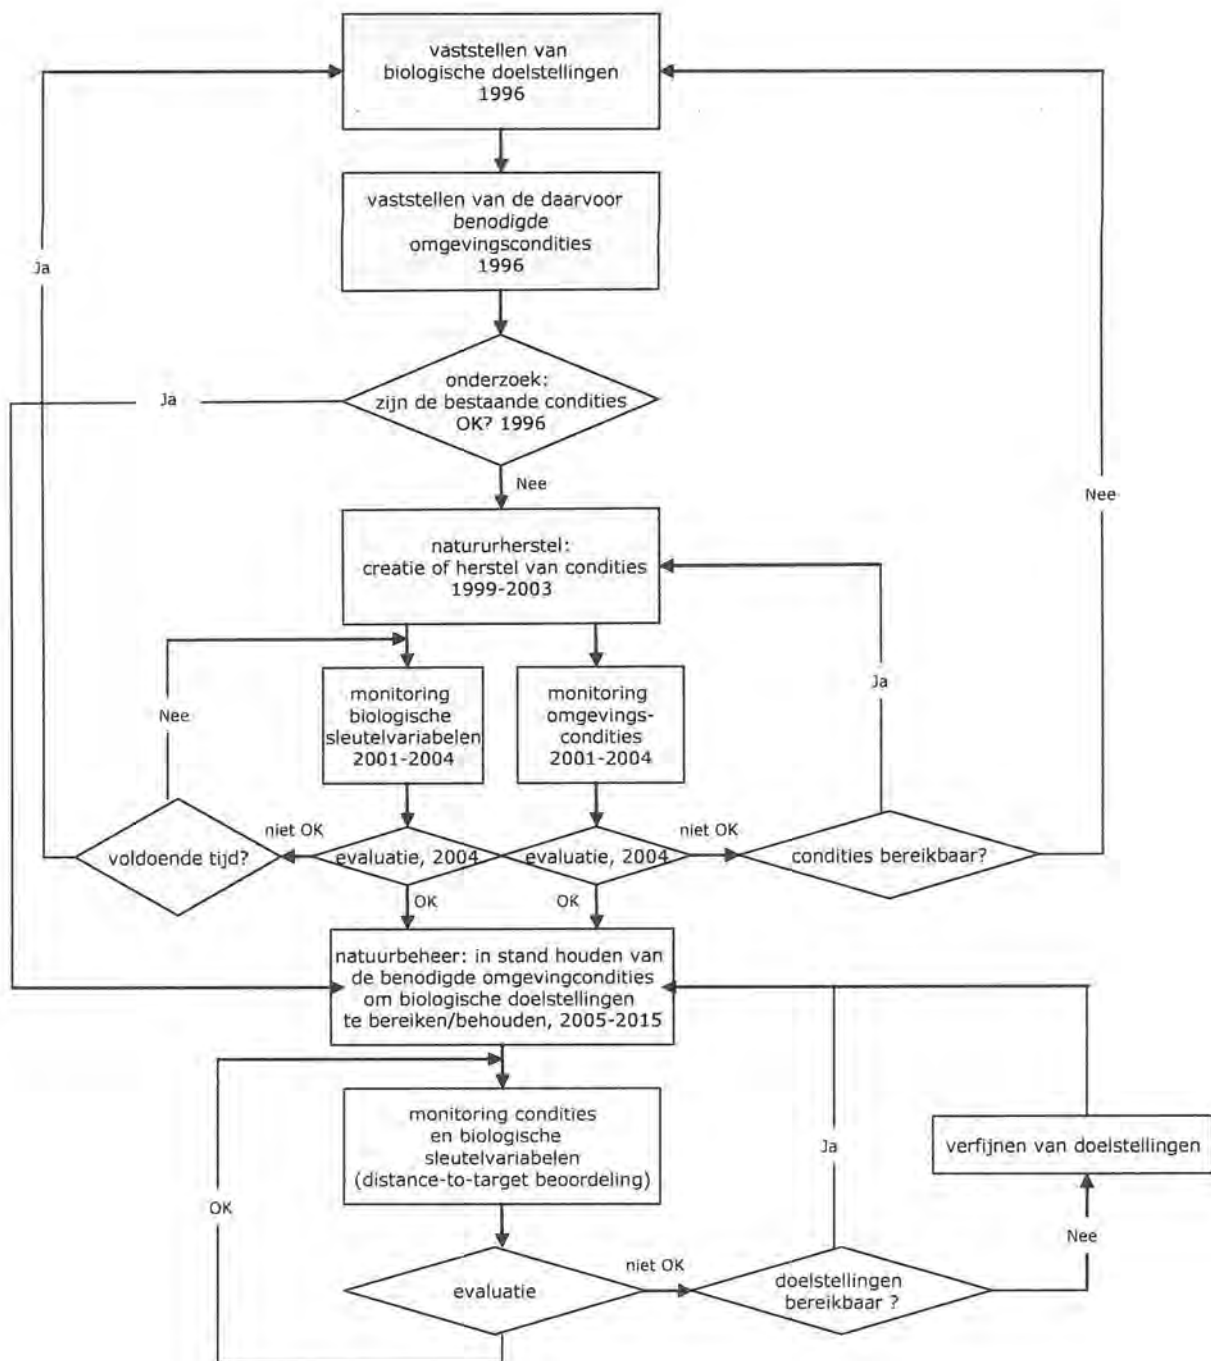 vaststellen van
biologische doelstellingen
1996
vaststellen van de daarvoor
benodigde
omgevingscondities
1996
Ja
onderzoek:
zijn de bestaande condities
OK? 1996
Ja
Nee
Nee
natururherstel:
creatie of herstel van condities
1999-2003
Ja
Nee
monitoring
biologische
sleutelvariabelen
2001-2004
monitoring
omgevings-
condities
2001-2004
niet OK
niet OK
voldoende tijd?
evaluatie, 2004
evaluatie, 2004
condities bereikbaar?
OK
OK
natuurbeheer: in stand houden van
de benodigde omgevingcondities
om biologische doelstellingen
te bereiken/behouden, 2005-2015
monitoring condities
en biologische
sleutelvariabelen
(distance-to-target beoordeling)
Ja
verfijnen van doelstellingen
OK
Nee
niet OK
evaluatie
doelstellingen
bereikbaar ?